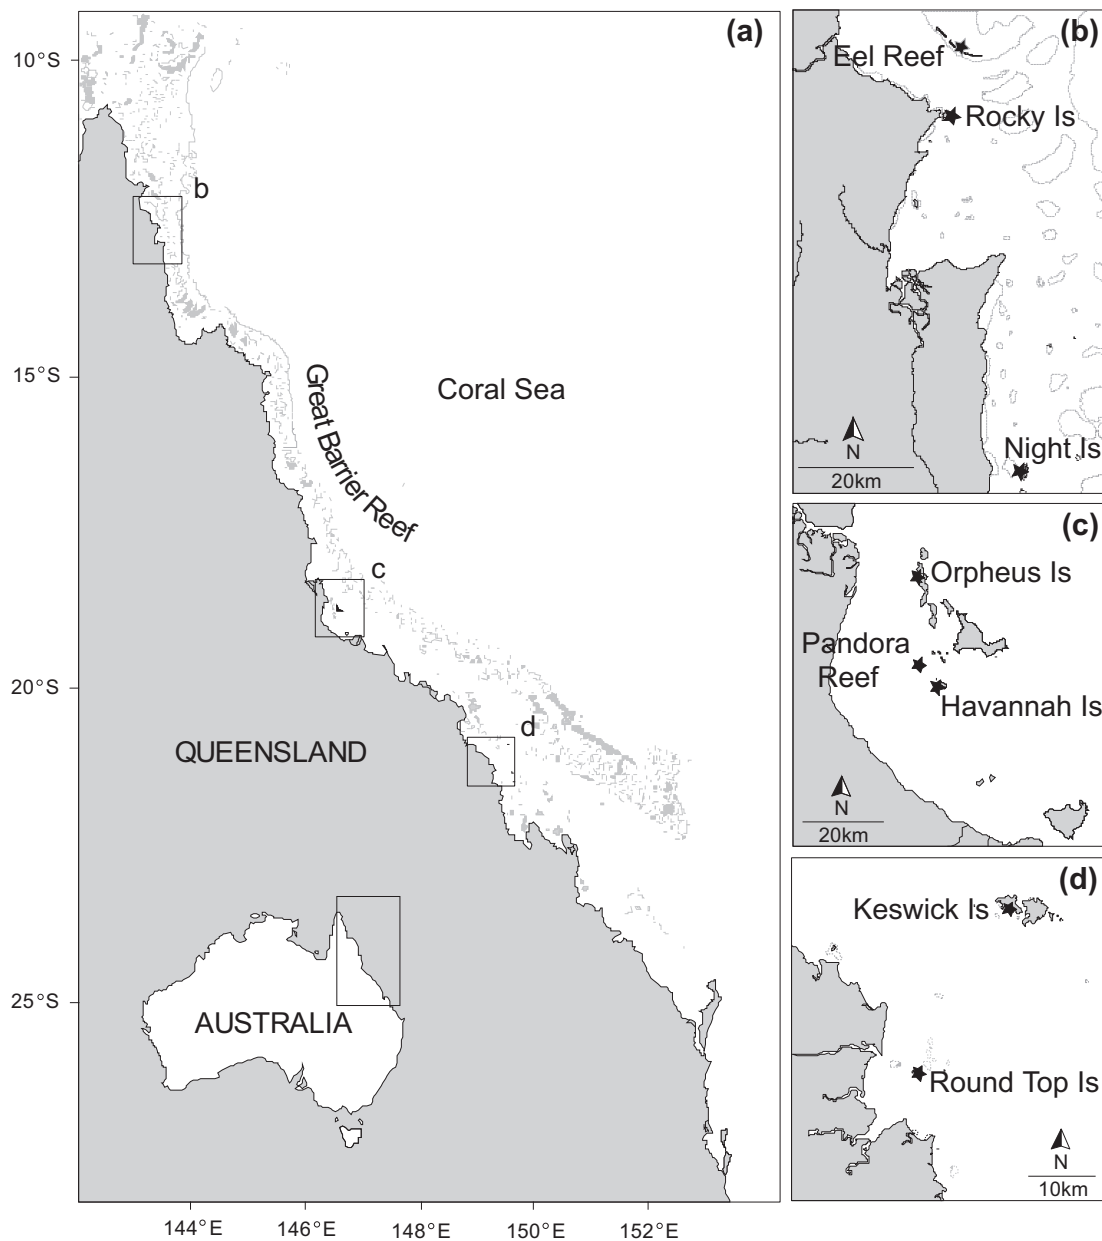 (a)
10°S
15°S
20°S
25°S
b
c
d
Great Barrier Reef
Coral Sea
QUEENSLAND
AUSTRALIA
144°E
146°E
148°E
150°E
152°E
(b)
Eel Reef
Rocky Is
Night Is
N
20km
(c)
Orpheus Is
Pandora
Reef
Havannah Is
N
20km
(d)
Keswick Is
Round Top Is
N
10km